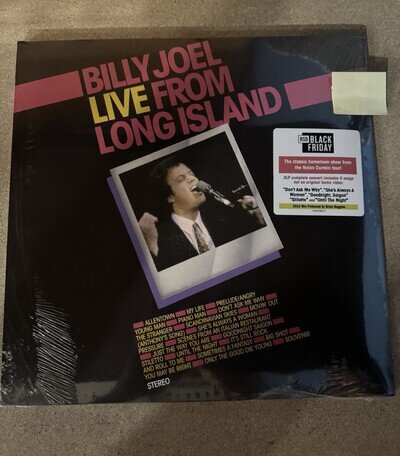 BILLY JOEL
LIVE FROM
LONG ISLAND
RSD
BLACK
FRIDAY
The classic hometown show from
the Nylon Curtain tour!
3LP complete concert includes 5 songs
not on original home video:
"Don't Ask Me Why", "She's Always A
Woman", "Goodnight, Saigon"
"Stiletto" and "Until The Night"
ALLENTOWN MY LIFE PRELUDE/ANGRY
YOUNG MAN PIANO MAN DON'T ASK ME WHY
THE STRANGER SCANDINAVIAN SKIES MOVIN' OUT
(ANTHONY'S SONG) SHE'S ALWAYS A WOMAN
PRESSURE SCENES FROM AN ITALIAN RESTAURANT
JUST THE WAY YOU ARE GOODNIGHT SAIGON
STILETTO UNTIL THE NIGHT IT'S STILL ROCK
AND ROLL TO ME SOMETIMES A FANTASY BIG SHOT
YOU MAY BE RIGHT ONLY THE GOOD DIE YOUNG SOUVENIR
STEREO